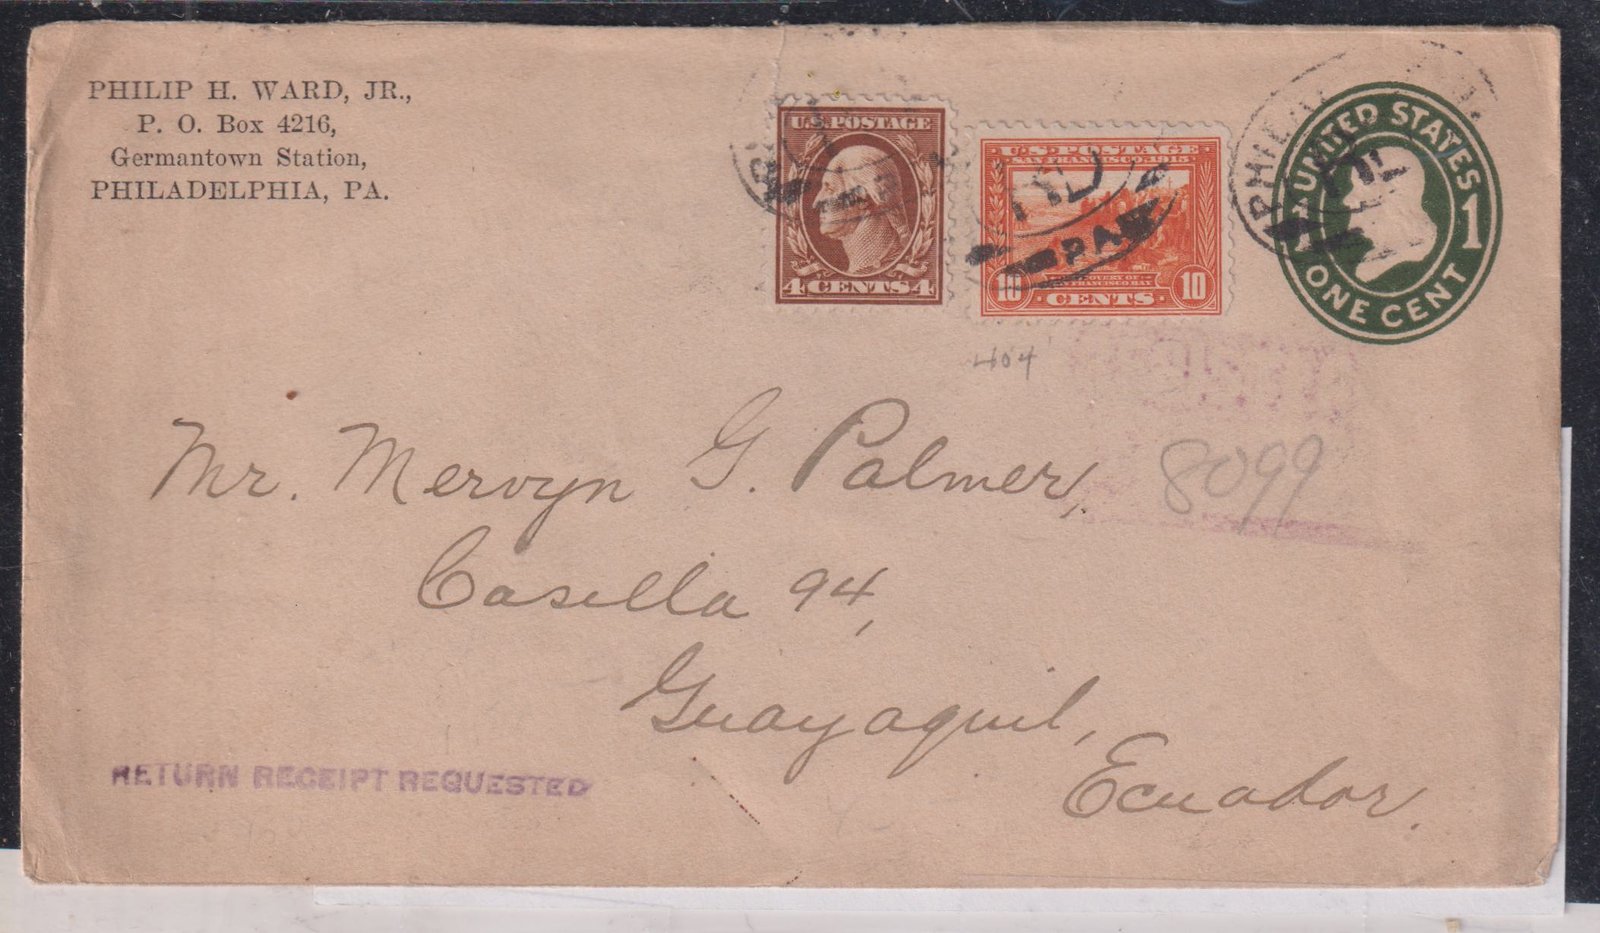 PHILIP H. WARD, JR.,
P. O. Box 4216,
Germantown Station,
PHILADELPHIA, PA.
U.S. POSTAGE
4 CENTS 4
U.S. POSTAGE
SAN FRANCISCO 1915
10 CENTS 10
UNITED STATES
1
ONE CENT
PA.
404
Mr. Mervyn G. Palmer,
8099
Casilla 94,
Guayaquil,
Ecuador.
RETURN RECEIPT REQUESTED